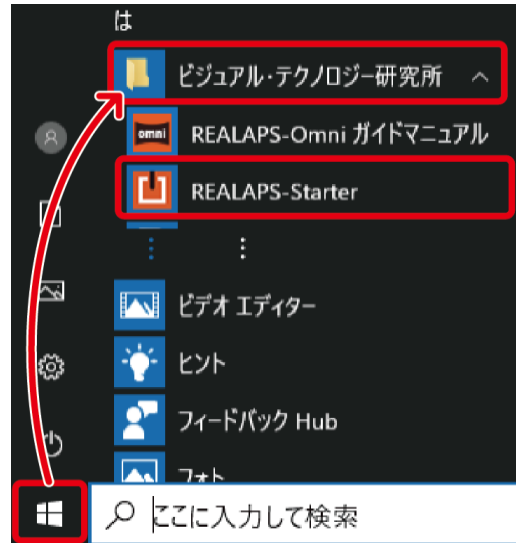 は
ビジュアル・テクノロジー研究所
omni
REALAPS-Omni ガイドマニュアル
REALAPS-Starter
ビデオ エディター
ヒント
フィードバック Hub
フォト
ここに入力して検索